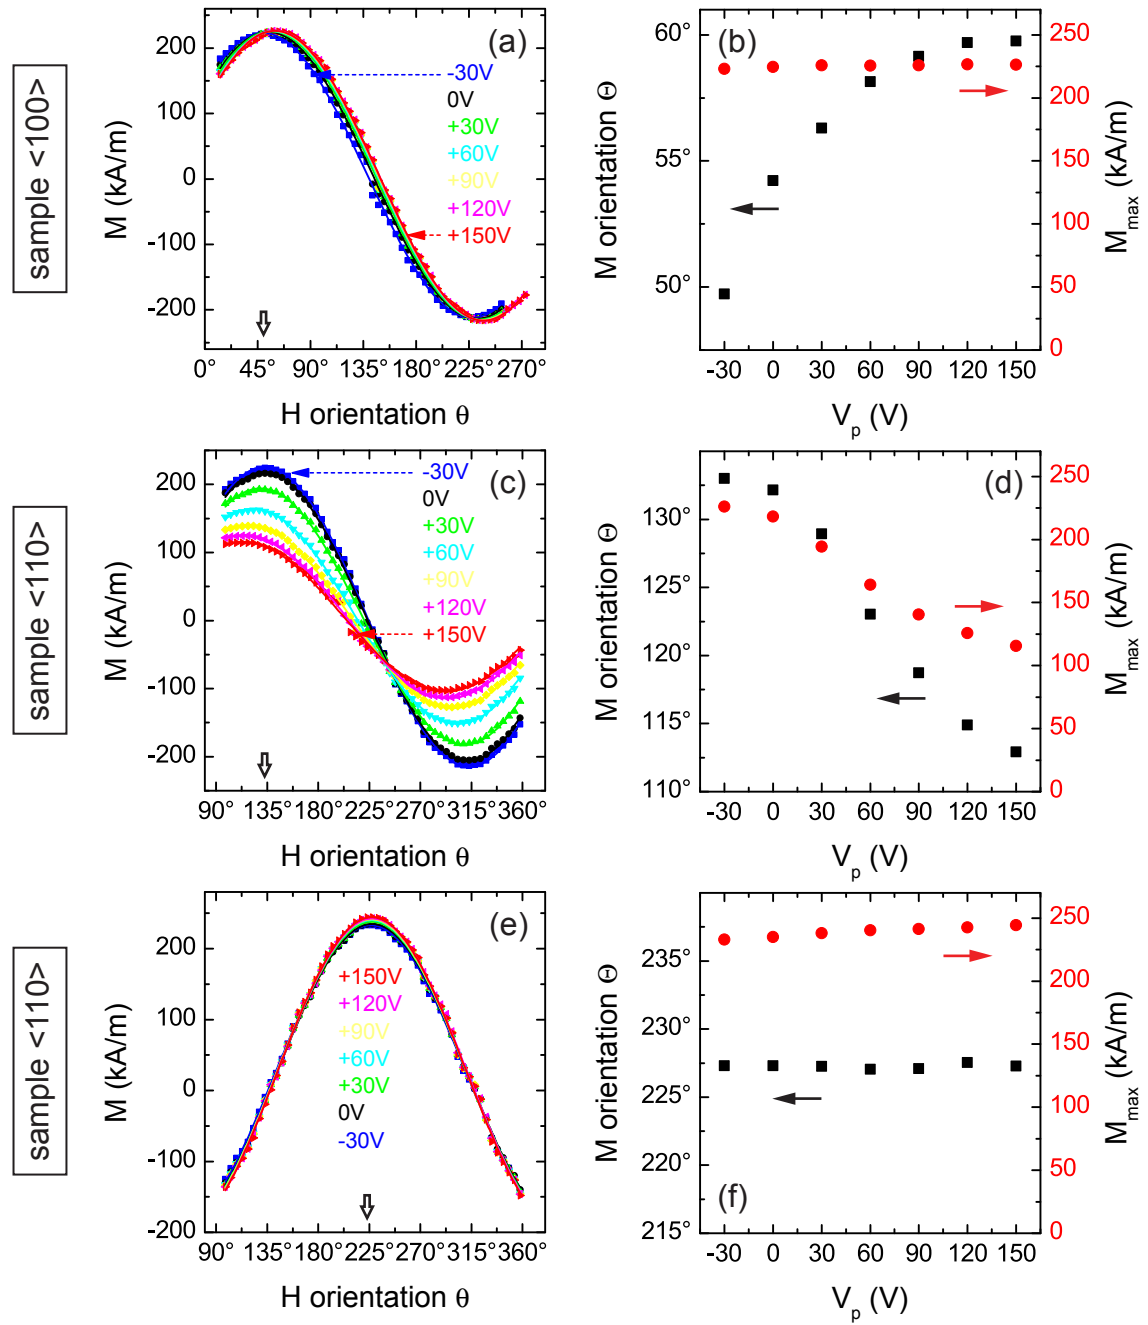 sample <100>
M (kA/m)
200
100
0
-100
-200
0° 45° 90° 135° 180° 225° 270°
H orientation θ
(a)
-30V
0V
+30V
+60V
+90V
+120V
+150V
(b)
M orientation Θ
60°
55°
50°
M_max (kA/m)
250
200
150
100
50
0
-30 0 30 60 90 120 150
V_p (V)
sample <110>
M (kA/m)
200
100
0
-100
-200
90° 135° 180° 225° 270° 315° 360°
H orientation θ
(c)
-30V
0V
+30V
+60V
+90V
+120V
+150V
(d)
M orientation Θ
130°
125°
120°
115°
110°
M_max (kA/m)
250
200
150
100
50
0
-30 0 30 60 90 120 150
V_p (V)
sample <110>
M (kA/m)
200
100
0
-100
-200
90° 135° 180° 225° 270° 315° 360°
H orientation θ
(e)
+150V
+120V
+90V
+60V
+30V
0V
-30V
(f)
M orientation Θ
235°
230°
225°
220°
215°
M_max (kA/m)
250
200
150
100
50
0
-30 0 30 60 90 120 150
V_p (V)